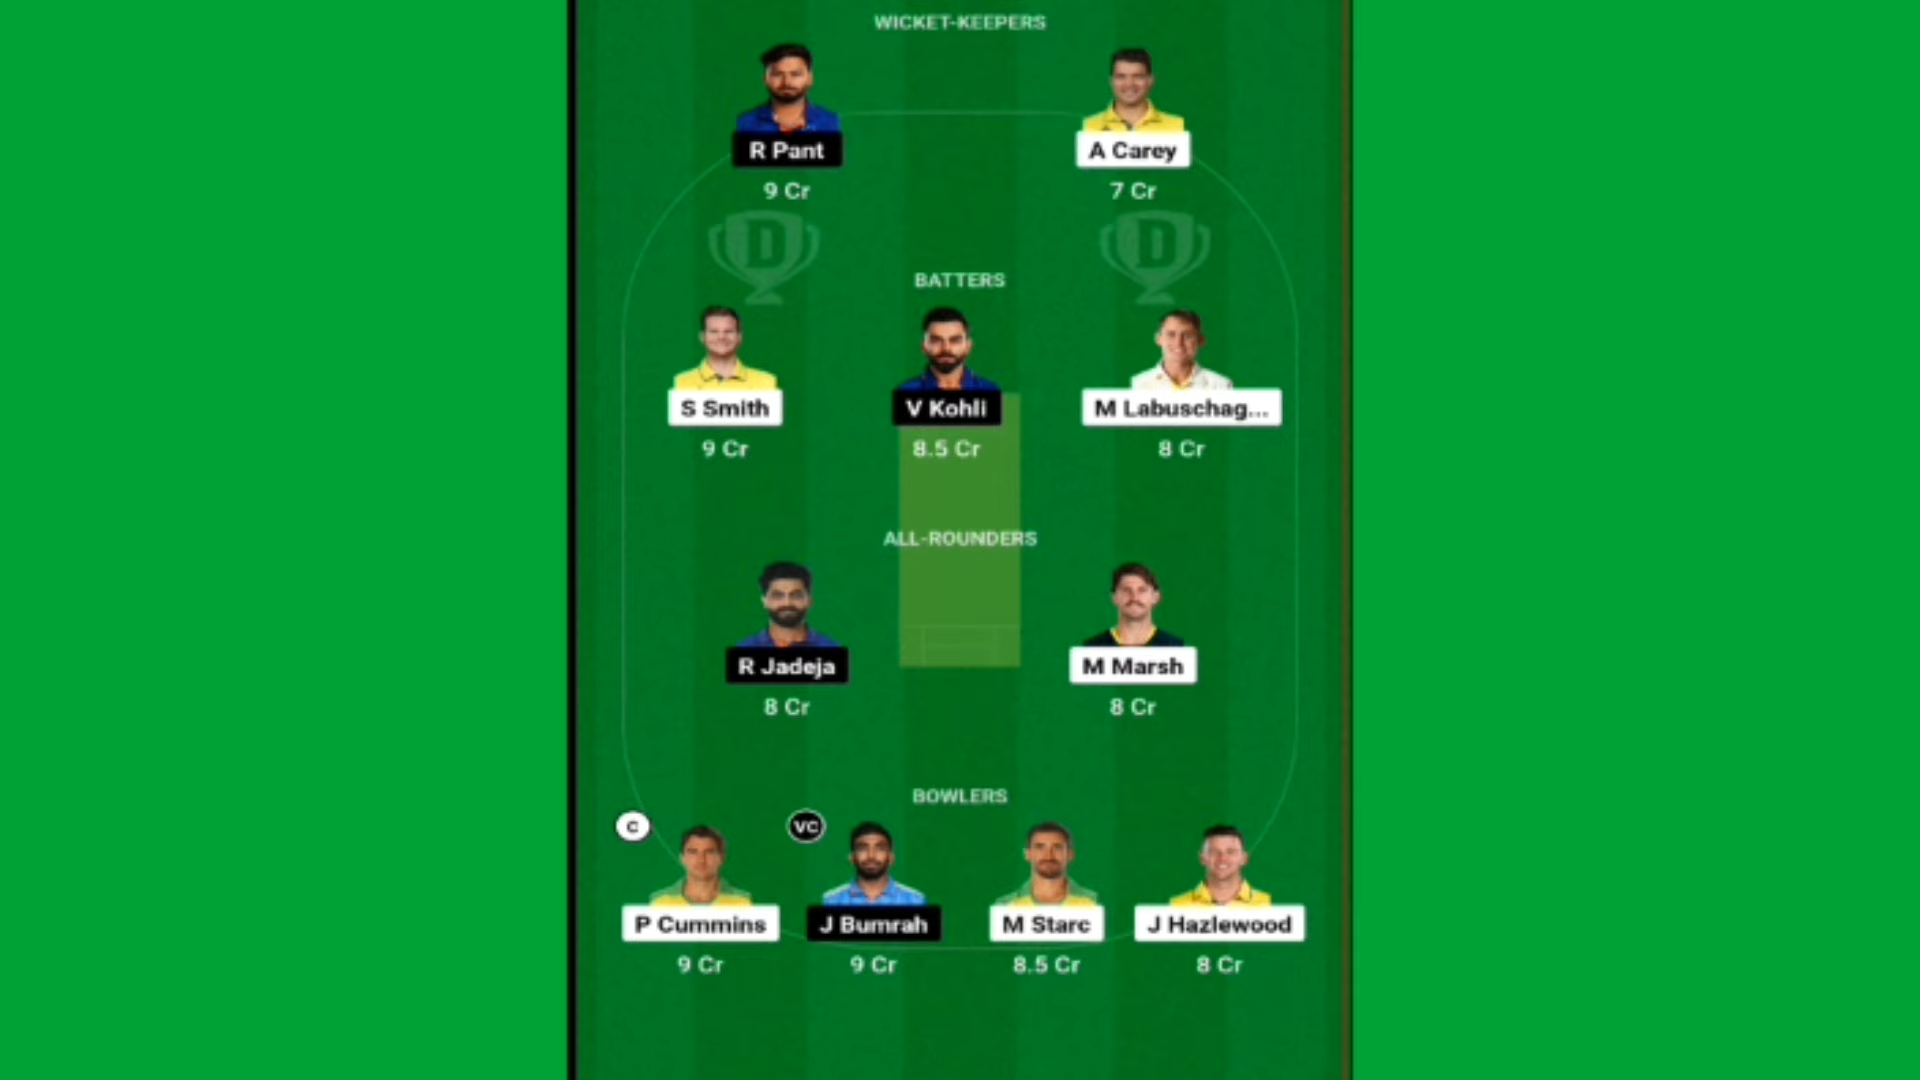 WICKET-KEEPERS
R Pant
A Carey
9 Cr
7 Cr
D
D
BATTERS
S Smith
V Kohli
M Labuschag...
9 Cr
8.5 Cr
8 Cr
ALL-ROUNDERS
R Jadeja
M Marsh
8 Cr
8 Cr
BOWLERS
C
VC
P Cummins
J Bumrah
M Starc
J Hazlewood
9 Cr
9 Cr
8.5 Cr
8 Cr